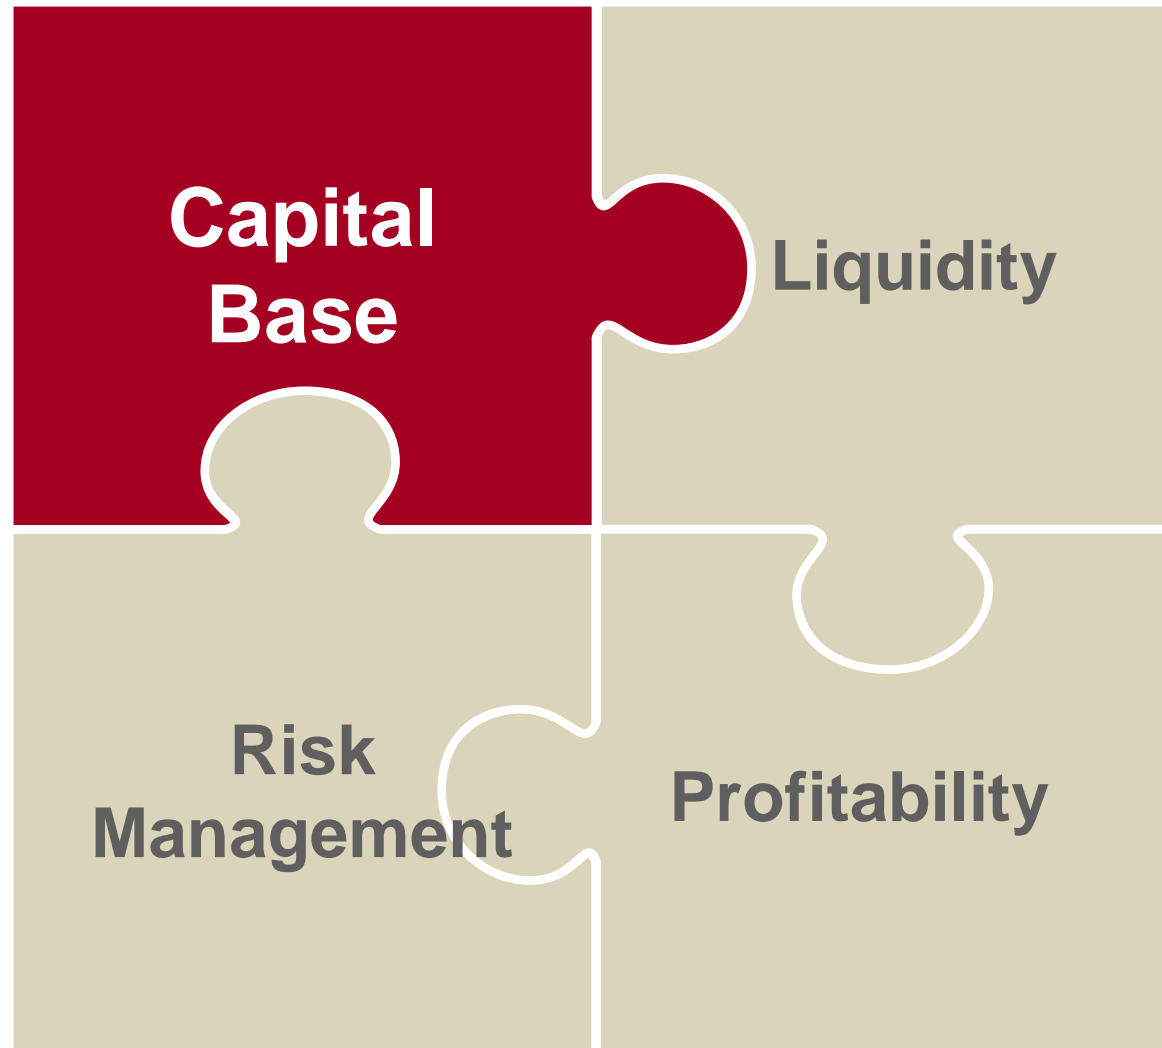 Capital
Base
Liquidity
Risk
Management
Profitability